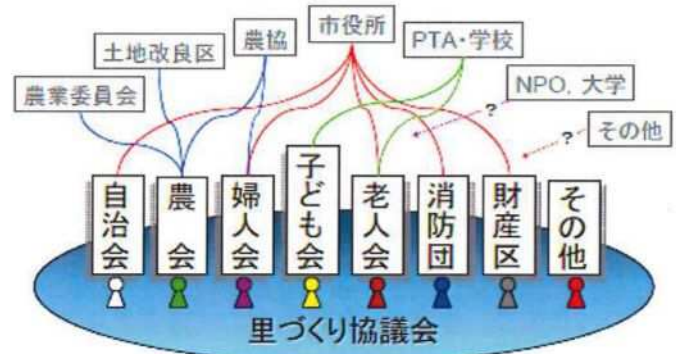 市役所
農協
PTA・学校
土地改良区
NPO, 大学
農業委員会
?
?
その他
自治会
農会
婦人会
子ども会
老人会
消防団
財産区
その他
里づくり協議会